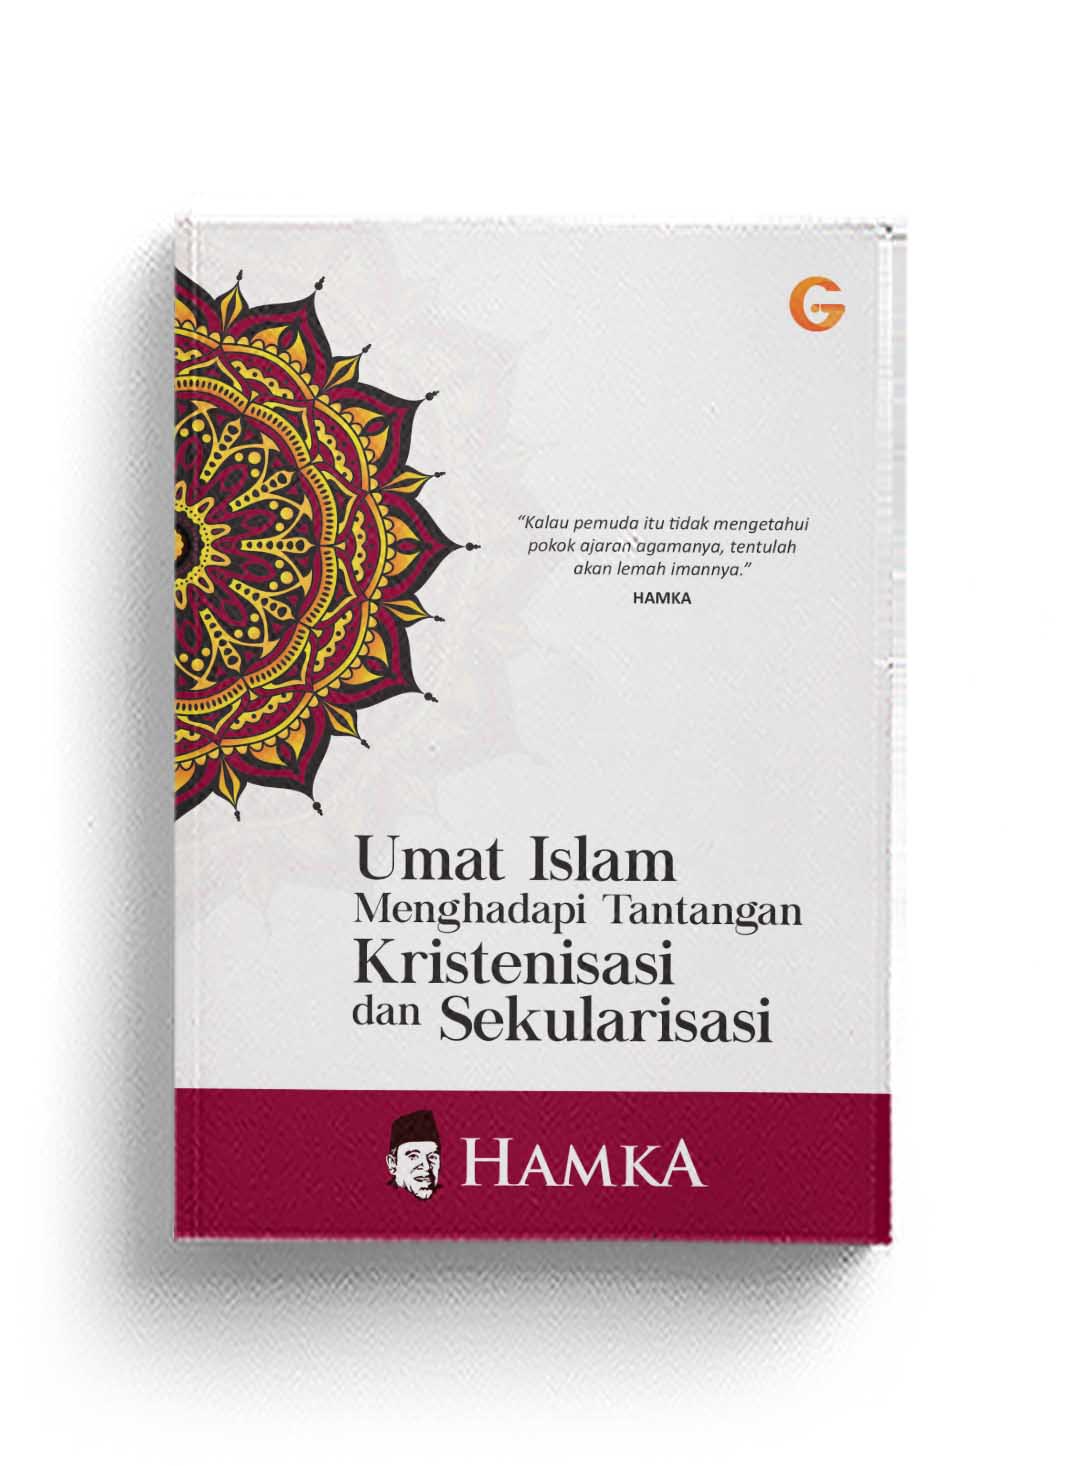 “Kalau pemuda itu tidak mengetahui
pokok ajaran agamanya, tentulah
akan lemah imannya.”
HAMKA
Umat Islam
Menghadapi Tantangan
Kristenisasi
dan Sekularisasi
HAMKA